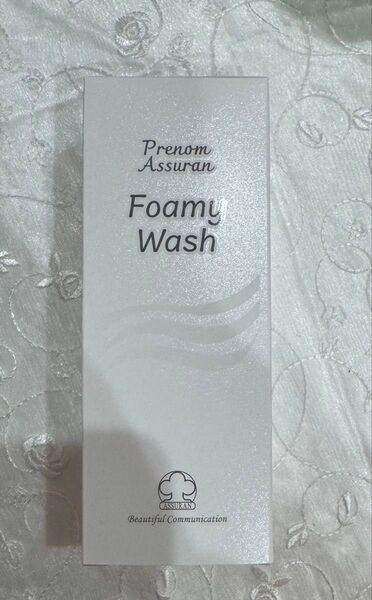 Prenom
Assuran
Foamy
Wash
ASSURAN
Beautiful Communication